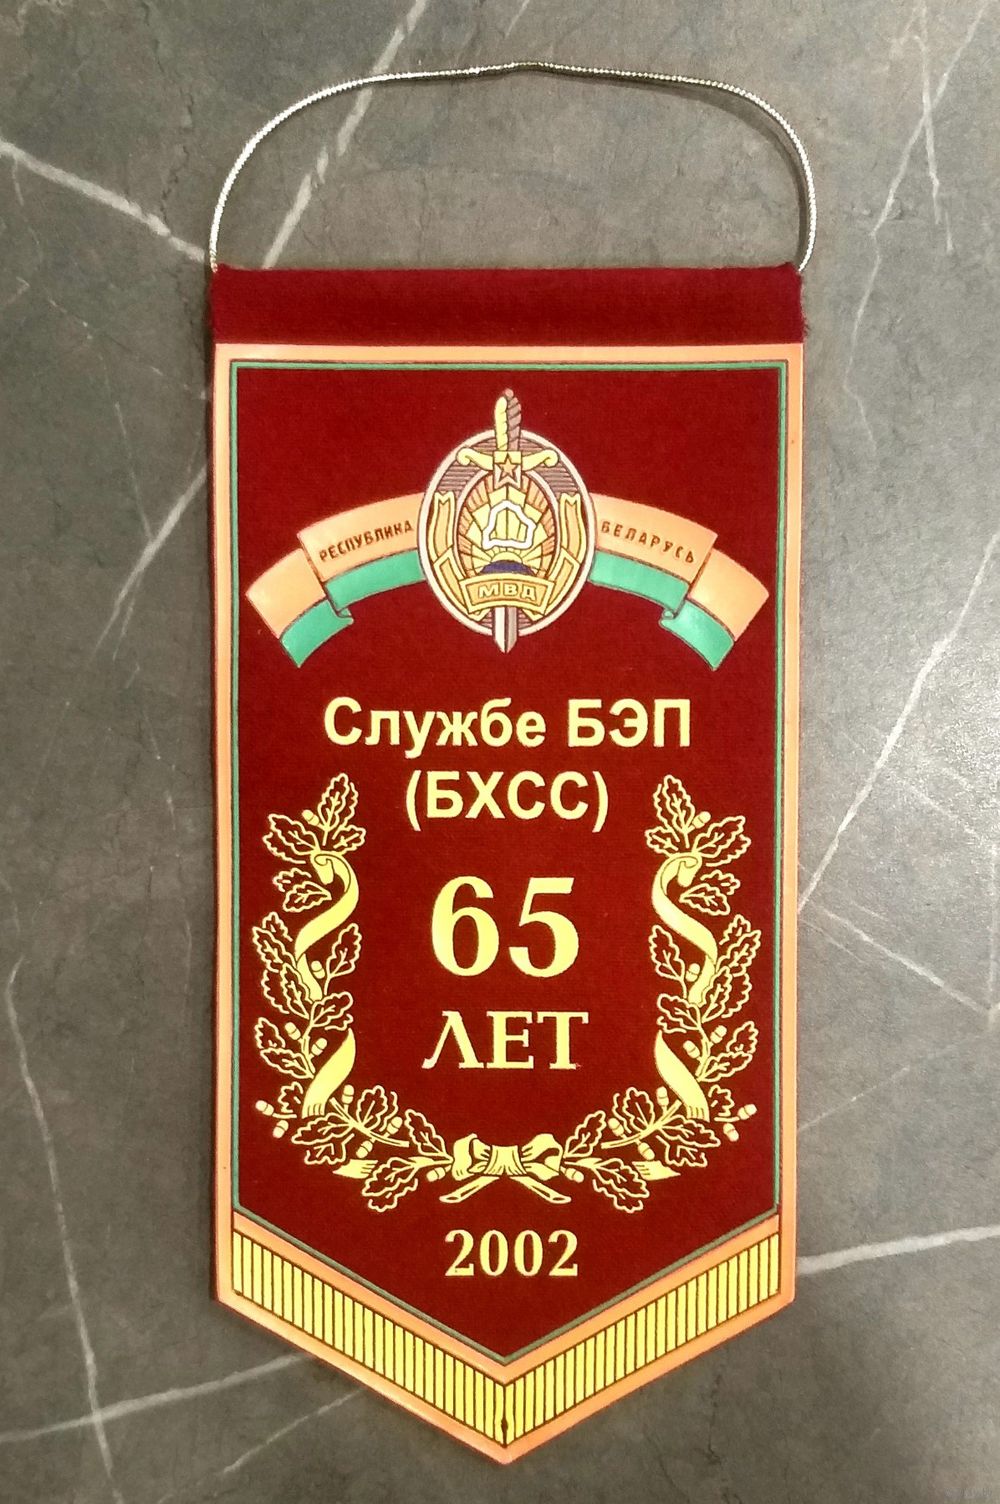 РЕСПУБЛИКА БЕЛАРУСЬ
МВД
Службе БЭП
(БХСС)
65
ЛЕТ
2002